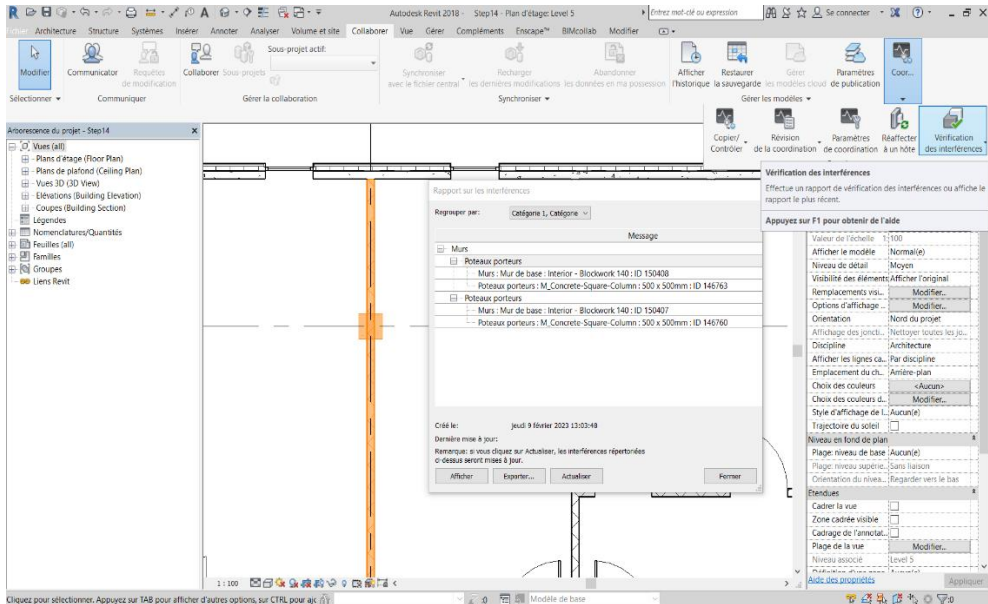 Autodesk Revit 2018 - Step14 - Plan d'étage: Level 5
Entrez mot-clé ou expression
Se connecter
Architecture Structure Systèmes Insérer Annoter Analyser Volume et site Collaborer Vue Gérer Compléments Enscape™ BIMcollab Modifier
Sous-projet actif:
Modifier
Communicator
Requêtes
de modification
Collaborer
Sous-projets
Synchroniser
avec le fichier central
Recharger
les dernières modifications
Abandonner
les données en ma possession
Afficher
l'historique
Restaurer
la sauvegarde
Gérer
les modèles cloud
Paramètres
de publication
Coor...
Sélectionner
Communiquer
Gérer la collaboration
Synchroniser
Gérer les modèles
Copier/
Contrôler
Révision
de la coordination
Paramètres
de coordination
Réaffecter
à un hôte
Vérification
des interférences
Vérification des interférences
Effectue un rapport de vérification des interférences ou affiche le
rapport le plus récent.
Appuyez sur F1 pour obtenir de l'aide
Arborescence du projet - Step14
Vues (all)
Plans d'étage (Floor Plan)
Plans de plafond (Ceiling Plan)
Vues 3D (3D View)
Elévations (Building Elevation)
Coupes (Building Section)
Légendes
Nomenclatures/Quantités
Feuilles (all)
Familles
Groupes
Liens Revit
Rapport sur les interférences
Regrouper par:
Catégorie 1, Catégorie
Message
Murs
Poteaux porteurs
Murs : Mur de base : Interior - Blockwork 140 : ID 150408
Poteaux porteurs : M_Concrete-Square-Column : 500 x 500mm : ID 146763
Poteaux porteurs
Murs : Mur de base : Interior - Blockwork 140 : ID 150407
Poteaux porteurs : M_Concrete-Square-Column : 500 x 500mm : ID 146760
Créé le: jeudi 9 février 2023 13:03:48
Dernière mise à jour:
Remarque: si vous cliquez sur Actualiser, les interférences répertoriées
ci-dessus seront mises à jour.
Afficher
Exporter...
Actualiser
Fermer
Valeur de l'échelle 1: 100
Afficher le modèle Normal(e)
Niveau de détail Moyen
Visibilité des éléments Afficher l'original
Remplacements visi... Modifier...
Options d'affichage ... Modifier...
Orientation Nord du projet
Affichage des joncti... Nettoyer toutes les jo...
Discipline Architecture
Afficher les lignes ca... Par discipline
Emplacement du ch... Arrière-plan
Choix des couleurs <Aucun>
Choix des couleurs d... Modifier...
Style d'affichage de l... Aucun(e)
Trajectoire du soleil
Niveau en fond de plan
Plage: niveau de base Aucun(e)
Plage: niveau supérie... Sans liaison
Orientation du nivea... Regarder vers le bas
Etendues
Cadrer la vue
Zone cadrée visible
Cadrage de l'annotat...
Plage de la vue Modifier...
Niveau associé Level 5
Aide des propriétés
Appliquer
1 : 100
Cliquez pour sélectionner. Appuyez sur TAB pour afficher d'autres options, sur CTRL pour ajc
:0
Modèle de base
:0